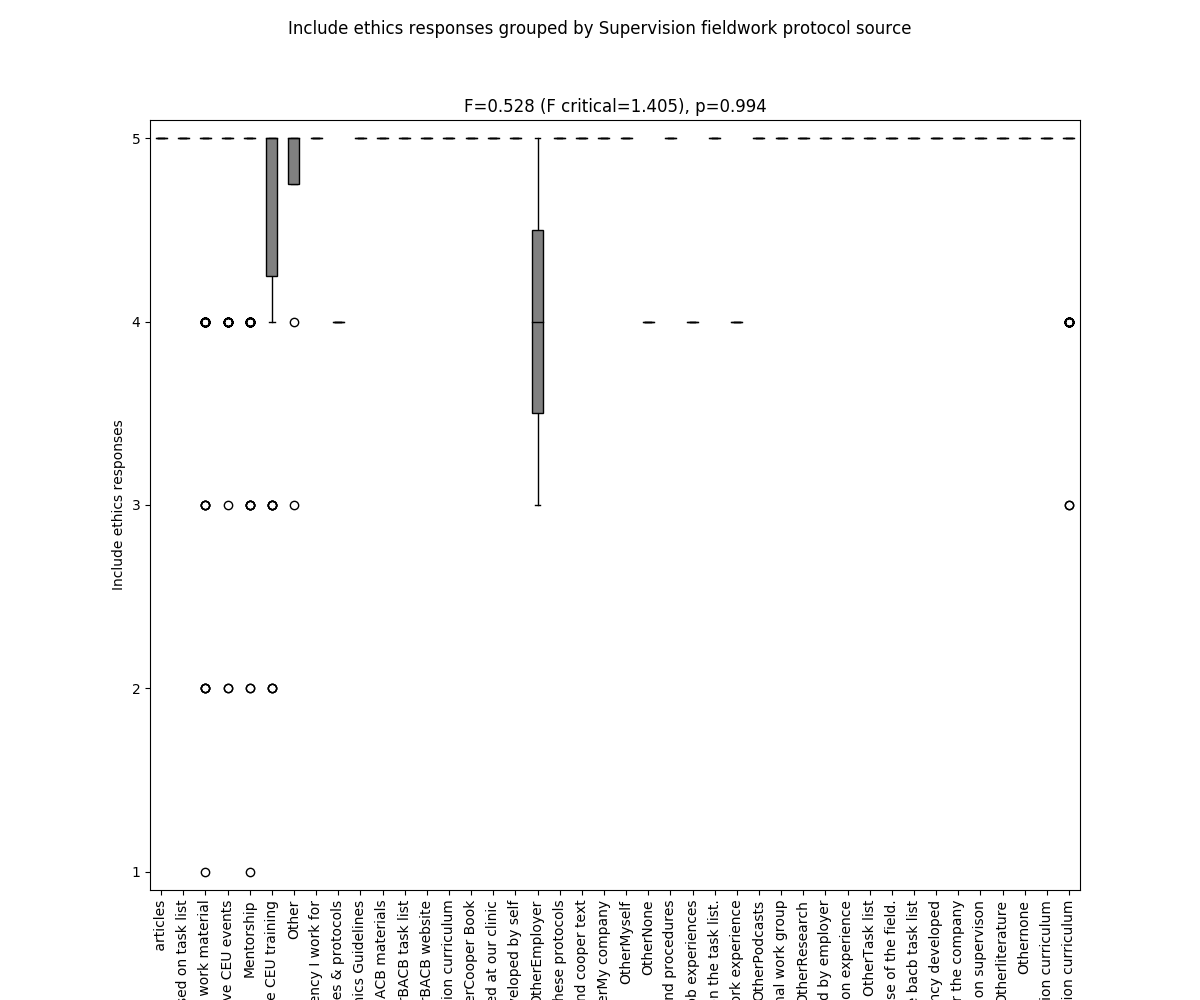 Include ethics responses grouped by Supervision fieldwork protocol source
F=0.528 (F critical=1.405), p=0.994
5
4
3
2
1
Include ethics responses
articles
sed on task list
work material
ve CEU events
Mentorship
e CEU training
Other
ency I work for
es & protocols
ics Guidelines
ACB materials
rBACB task list
rBACB website
ion curriculum
erCooper Book
ed at our clinic
eloped by self
OtherEmployer
hese protocols
nd cooper text
erMy company
OtherMyself
OtherNone
nd procedures
b experiences
n the task list.
ork experience
OtherPodcasts
nal work group
OtherResearch
d by employer
on experience
OtherTask list
se of the field.
e bacb task list
ncy developed
r the company
on supervison
Otherliterature
Othernone
ion curriculum
ion curriculum